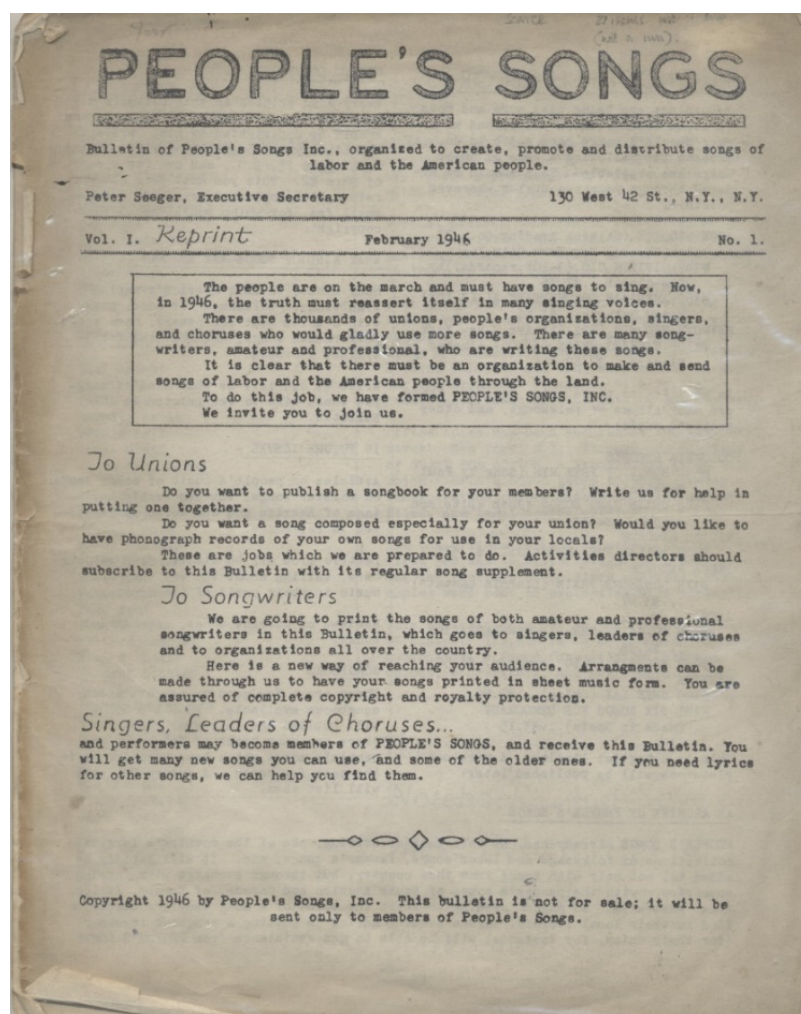 SCARCE 27 issues
(not a run).
PEOPLE'S SONGS
Bulletin of People's Songs Inc., organized to create, promote and distribute songs of
labor and the American people.
Peter Seeger, Executive Secretary 130 West 42 St., N.Y., N.Y.
Vol. I. Reprint February 1946 No. 1.
The people are on the march and must have songs to sing. Now,
in 1946, the truth must reassert itself in many singing voices.
There are thousands of unions, people's organizations, singers,
and choruses who would gladly use more songs. There are many song-
writers, amateur and professional, who are writing these songs.
It is clear that there must be an organization to make and send
songs of labor and the American people through the land.
To do this job, we have formed PEOPLE'S SONGS, INC.
We invite you to join us.
To Unions
Do you want to publish a songbook for your members? Write us for help in
putting one together.
Do you want a song composed especially for your union? Would you like to
have phonograph records of your own songs for use in your locals?
These are jobs which we are prepared to do. Activities directors should
subscribe to this Bulletin with its regular song supplement.
To Songwriters
We are going to print the songs of both amateur and professional
songwriters in this Bulletin, which goes to singers, leaders of choruses
and to organizations all over the country.
Here is a new way of reaching your audience. Arrangments can be
made through us to have your songs printed in sheet music form. You are
assured of complete copyright and royalty protection.
Singers, Leaders of Choruses...
and performers may become members of PEOPLE'S SONGS, and receive this Bulletin. You
will get many new songs you can use, and some of the older ones. If you need lyrics
for other songs, we can help you find them.
Copyright 1946 by People's Songs, Inc. This bulletin is not for sale; it will be
sent only to members of People's Songs.